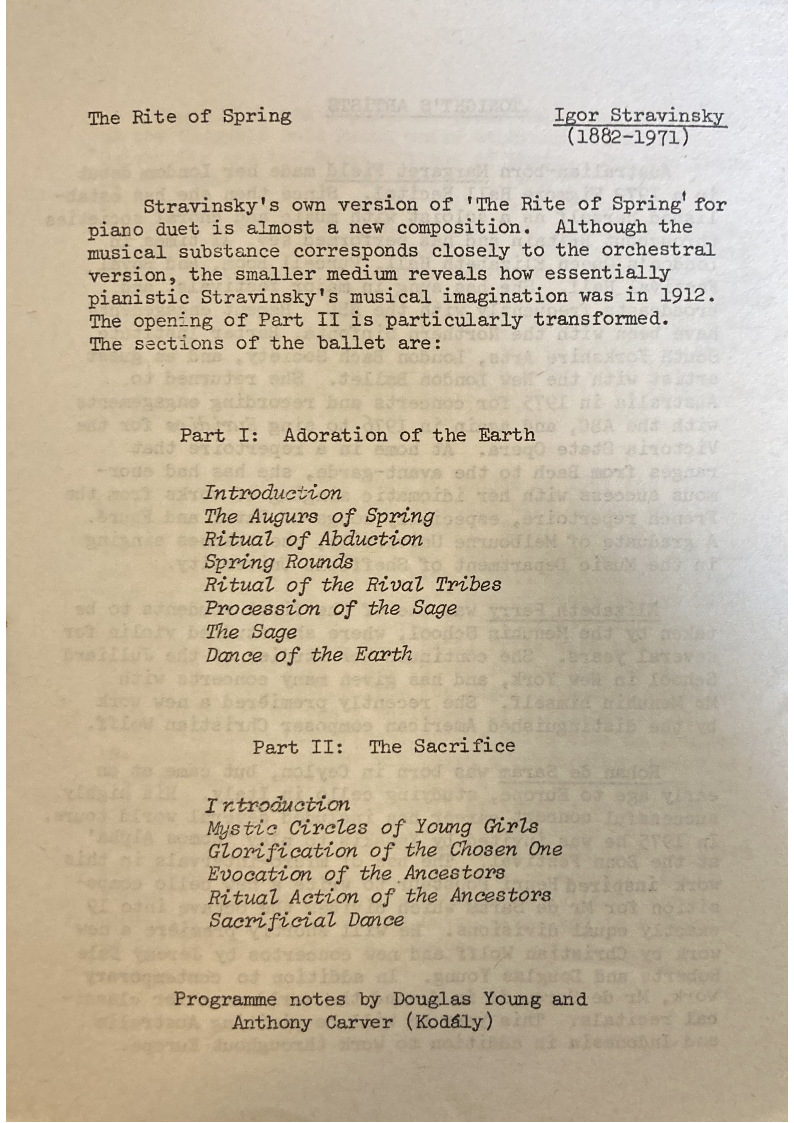 The Rite of Spring
Igor Stravinsky
(1882-1971)
Stravinsky's own version of 'The Rite of Spring' for
piano duet is almost a new composition. Although the
musical substance corresponds closely to the orchestral
version, the smaller medium reveals how essentially
pianistic Stravinsky's musical imagination was in 1912.
The opening of Part II is particularly transformed.
The sections of the ballet are:
Part I: Adoration of the Earth
Introduction
The Augurs of Spring
Ritual of Abduction
Spring Rounds
Ritual of the Rival Tribes
Procession of the Sage
The Sage
Dance of the Earth
Part II: The Sacrifice
Introduction
Mystic Circles of Young Girls
Glorification of the Chosen One
Evocation of the Ancestors
Ritual Action of the Ancestors
Sacrificial Dance
Programme notes by Douglas Young and
Anthony Carver (Kodály)